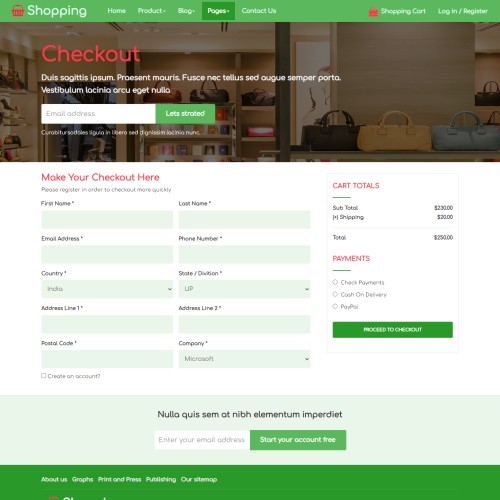 Shopping
Home Product Blog Pages Contact Us
Shopping Cart Log In / Register
Checkout
Duis sagittis ipsum. Praesent mauris. Fusce nec tellus sed augue semper porta.
Vestibulum lacinia arcu eget nulla
Email address Lets strated
Curabitursodales ligula in libero sed dignissim lacinia nunc.
Make Your Checkout Here
Please register in order to checkout more quickly
First Name * Last Name *
Email Address * Phone Number *
Country * State / Divition *
India UP
Address Line 1 * Address Line 2 *
Postal Code * Company *
Microsoft
Create an account?
CART TOTALS
Sub Total $230.00
(+) Shipping $20.00
Total $250.00
PAYMENTS
Check Payments
Cash On Delivery
PayPal
PROCEED TO CHECKOUT
Nulla quis sem at nibh elementum imperdiet
Enter your email address Start your account free
About us Graphs Print and Press Publishing Our sitemap